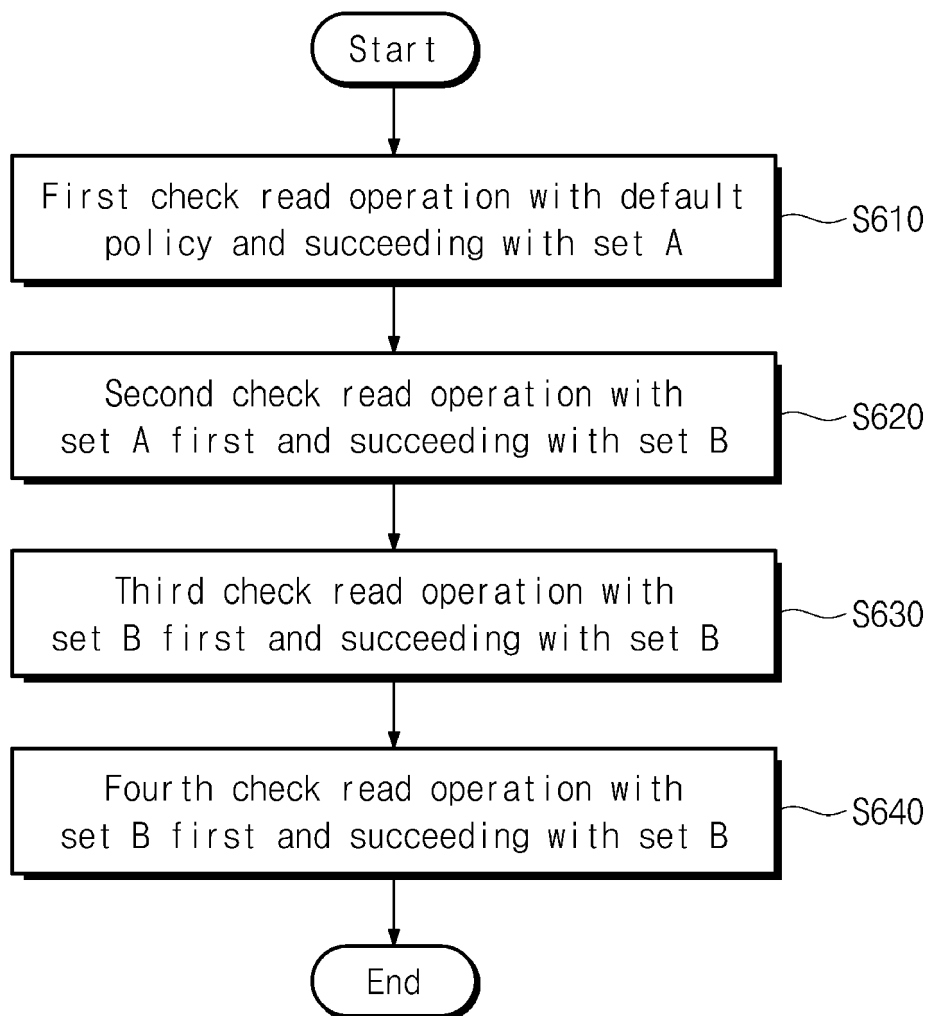 Start
First check read operation with default
policy and succeeding with set A
S610
Second check read operation with
set A first and succeeding with set B
S620
Third check read operation with
set B first and succeeding with set B
S630
Fourth check read operation with
set B first and succeeding with set B
S640
End